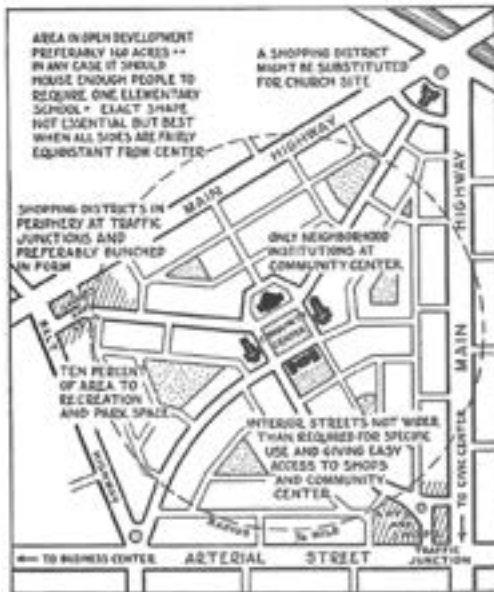 AREA IN OPEN DEVELOPMENT
PREFERABLY 160 ACRES ••
IN ANY CASE IT SHOULD
HOUSE ENOUGH PEOPLE TO
REQUIRE ONE ELEMENTARY
SCHOOL • EXACT SHAPE
NOT ESSENTIAL BUT BEST
WHEN ALL SIDES ARE FAIRLY
EQUIDISTANT FROM CENTER
A SHOPPING DISTRICT
MIGHT BE SUBSTITUTED
FOR CHURCH SITE
MAIN HIGHWAY
HIGHWAY
MAIN
TO CIVIC CENTER
SHOPPING DISTRICTS IN
PERIPHERY AT TRAFFIC
JUNCTIONS AND
PREFERABLY BUNCHED
IN FORM
ONLY NEIGHBORHOOD
INSTITUTIONS AT
COMMUNITY CENTER
CENTER
TEN PERCENT
OF AREA TO
RECREATION
AND PARK SPACE
HIGHWAY
INTERIOR STREETS NOT WIDER
THAN REQUIRED FOR SPECIFIC
USE AND GIVING EASY
ACCESS TO SHOPS
AND COMMUNITY
CENTER
RADIUS MILE
TO BUSINESS CENTER
ARTERIAL STREET
TRAFFIC
JUNCTION